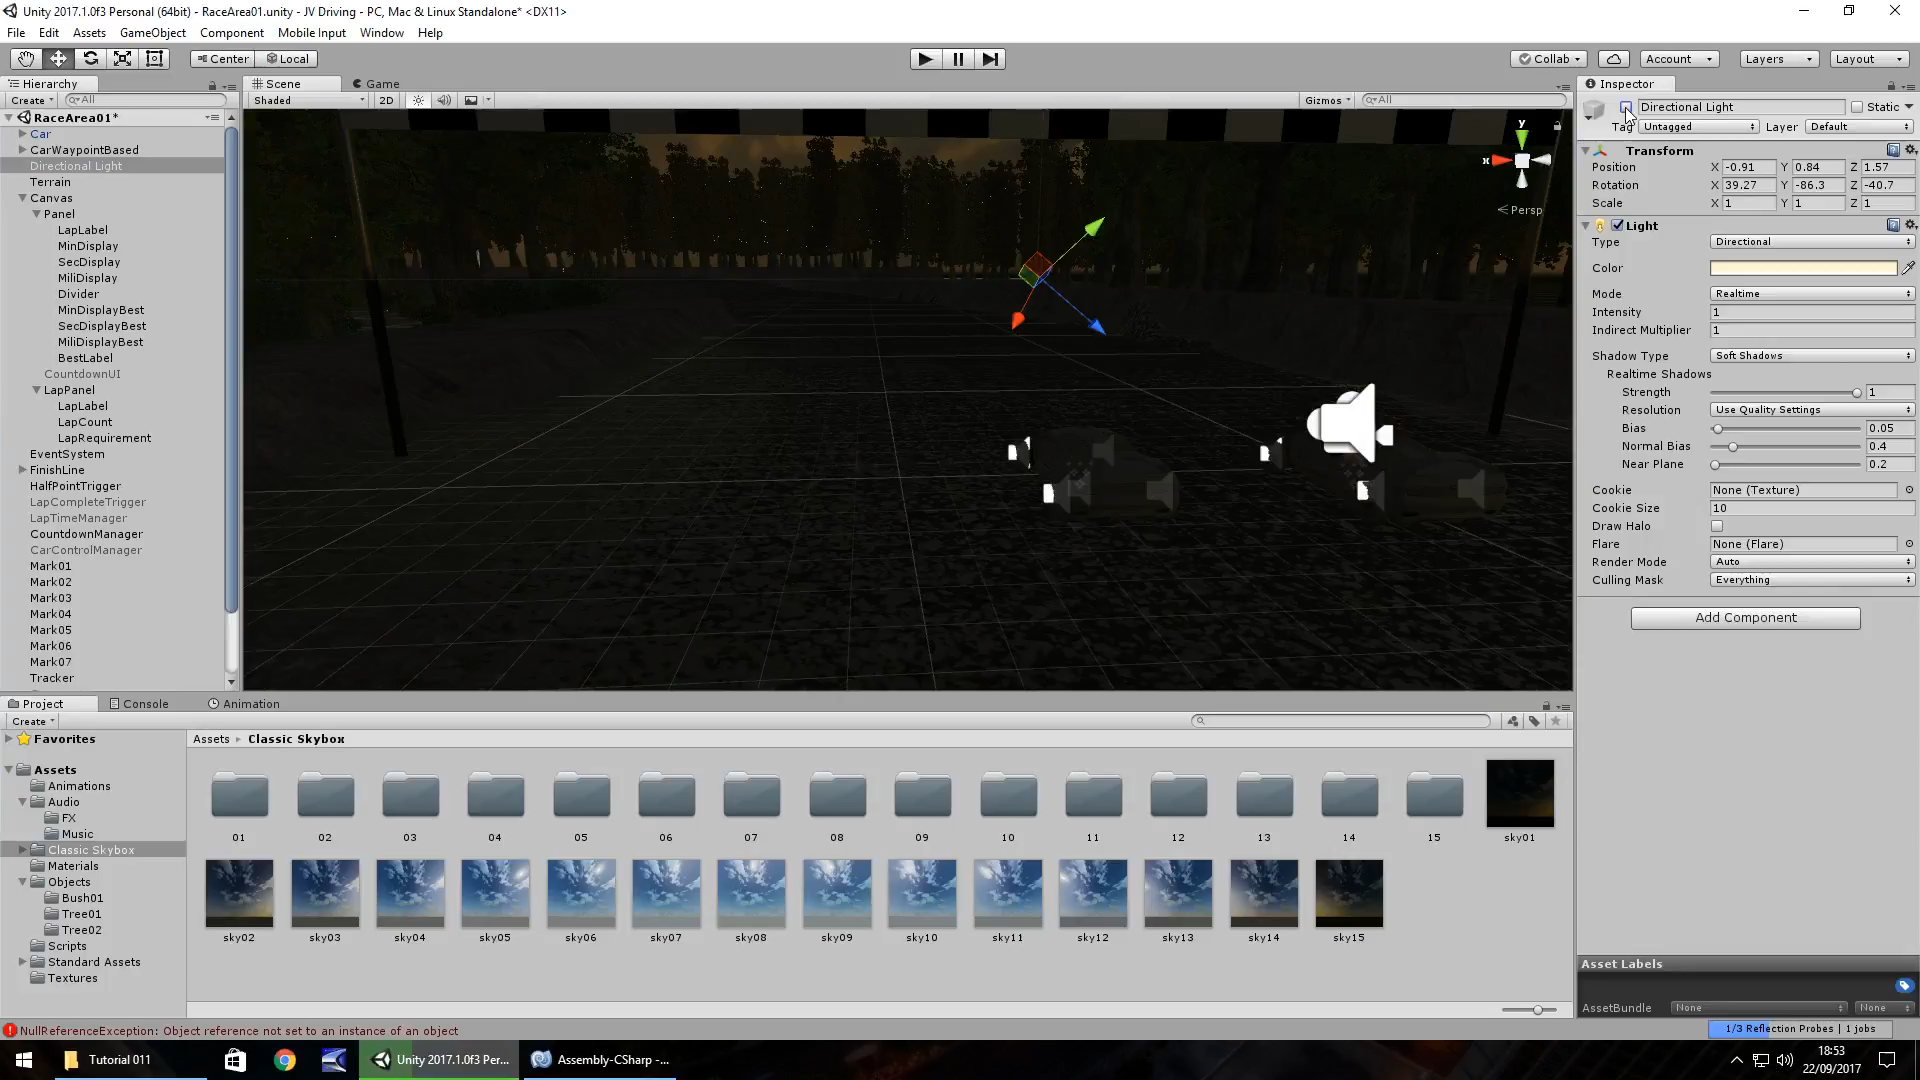 Unity 2017.1.0f3 Personal (64bit) - RaceArea01.unity - JV Driving - PC, Mac & Linux Standalone* <DX11>
File Edit Assets GameObject Component Mobile Input Window Help
Center Local Collab Account Layers Layout
Hierarchy
Create All
RaceArea01*
Car
CarWaypointBased
Directional Light
Terrain
Canvas
Panel
LapLabel
MinDisplay
SecDisplay
MiliDisplay
Divider
MinDisplayBest
SecDisplayBest
MiliDisplayBest
BestLabel
CountdownUI
LapPanel
LapLabel
LapCount
LapRequirement
EventSystem
FinishLine
HalfPointTrigger
LapCompleteTrigger
LapTimeManager
CountdownManager
CarControlManager
Mark01
Mark02
Mark03
Mark04
Mark05
Mark06
Mark07
Tracker
Scene Game
Shaded 2D Gizmos All
y
x
Persp
Inspector
Directional Light Static
Tag Untagged Layer Default
Transform
Position X -0.91 Y 0.84 Z 1.57
Rotation X 39.27 Y -86.3 Z -40.7
Scale X 1 Y 1 Z 1
Light
Type Directional
Color
Mode Realtime
Intensity 1
Indirect Multiplier 1
Shadow Type Soft Shadows
Realtime Shadows
Strength 1
Resolution Use Quality Settings
Bias 0.05
Normal Bias 0.4
Near Plane 0.2
Cookie None (Texture)
Cookie Size 10
Draw Halo
Flare None (Flare)
Render Mode Auto
Culling Mask Everything
Add Component
Asset Labels
AssetBundle None None
Project Console Animation
Create
Favorites
Assets
Animations
Audio
FX
Music
Classic Skybox
Materials
Objects
Bush01
Tree01
Tree02
Scripts
Standard Assets
Textures
Assets Classic Skybox
01 02 03 04 05 06 07 08 09 10 11 12 13 14 15 sky01
sky02 sky03 sky04 sky05 sky06 sky07 sky08 sky09 sky10 sky11 sky12 sky13 sky14 sky15
NullReferenceException: Object reference not set to an instance of an object
1/3 Reflection Probes | 1 jobs
Tutorial 011 Unity 2017.1.0f3 Per... Assembly-CSharp -...
18:53
22/09/2017